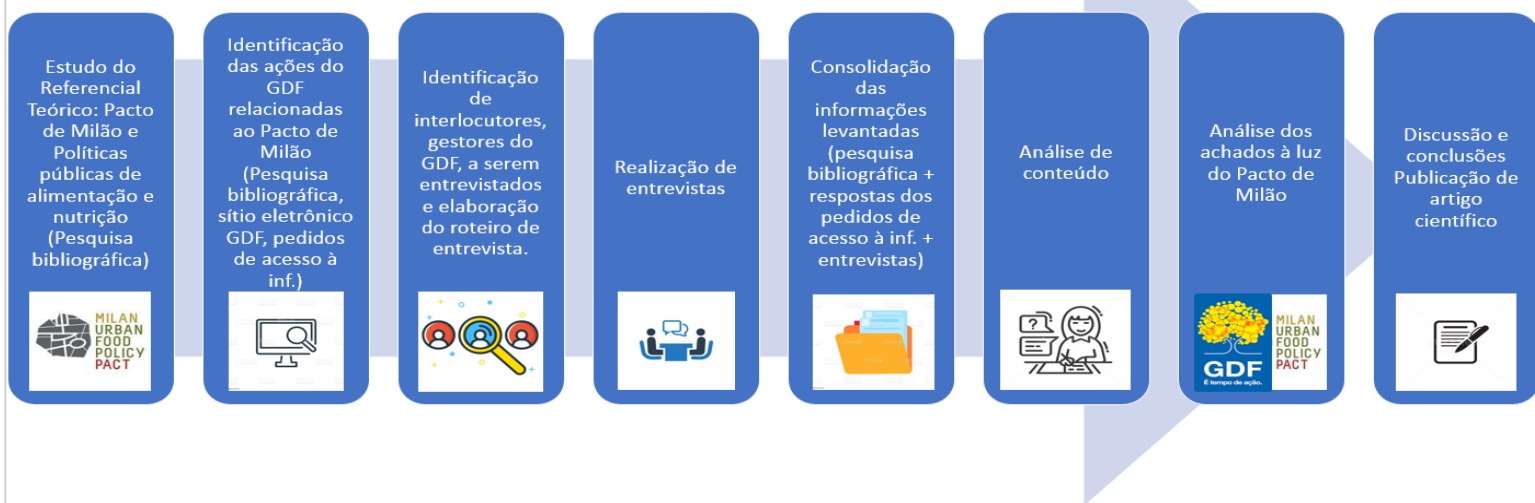 Estudo do
Referencial
Teórico: Pacto
de Milão e
Políticas
públicas de
alimentação e
nutrição
(Pesquisa
bibliográfica)
MILAN
URBAN
FOOD
POLICY
PACT
Identificação
das ações do
GDF
relacionadas
ao Pacto de
Milão
(Pesquisa
bibliográfica,
sítio eletrônico
GDF, pedidos
de acesso à
inf.)
Identificação
de
interlocutores,
gestores do
GDF, a serem
entrevistados
e elaboração
do roteiro de
entrevista.
Realização de
entrevistas
Consolidação
das
informações
levantadas
(pesquisa
bibliográfica +
respostas dos
pedidos de
acesso à inf. +
entrevistas)
Análise de
conteúdo
?
Análise dos
achados à luz
do Pacto de
Milão
GDF
É tempo de ação.
MILAN
URBAN
FOOD
POLICY
PACT
Discussão e
conclusões
Publicação de
artigo
científico